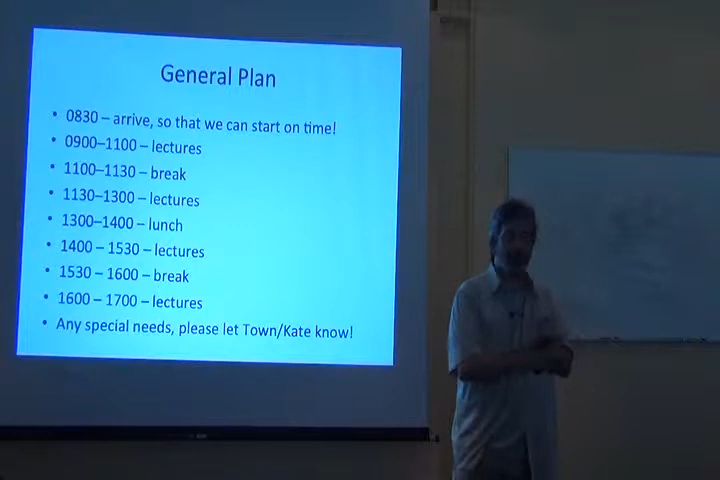 General Plan
• 0830 – arrive, so that we can start on time!
• 0900–1100 – lectures
• 1100–1130 – break
• 1130–1300 – lectures
• 1300–1400 – lunch
• 1400 – 1530 – lectures
• 1530 – 1600 – break
• 1600 – 1700 – lectures
• Any special needs, please let Town/Kate know!